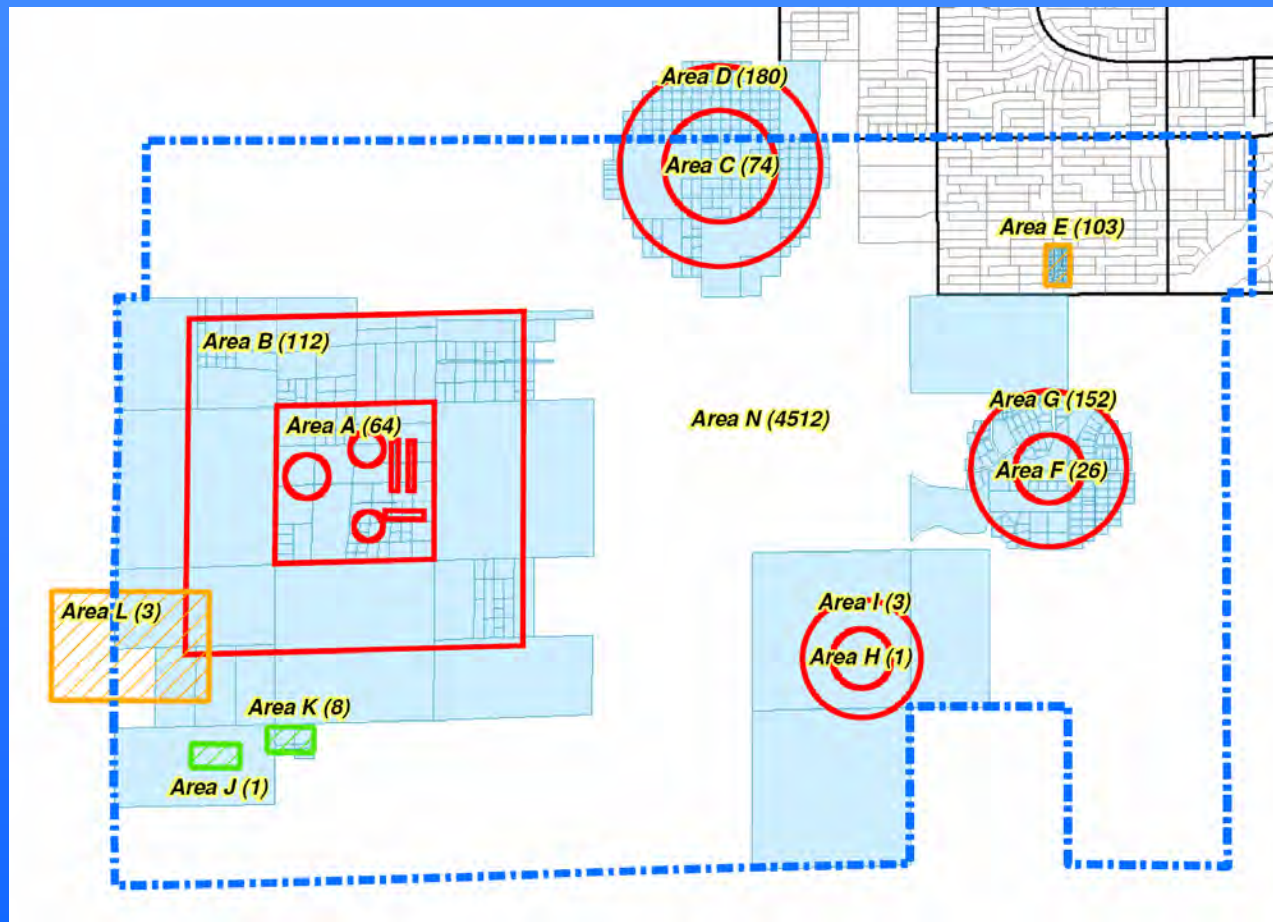 Area D (180)
Area C (74)
Area E (103)
Area B (112)
Area A (64)
Area N (4512)
Area G (152)
Area F (26)
Area L (3)
Area I (3)
Area H (1)
Area K (8)
Area J (1)